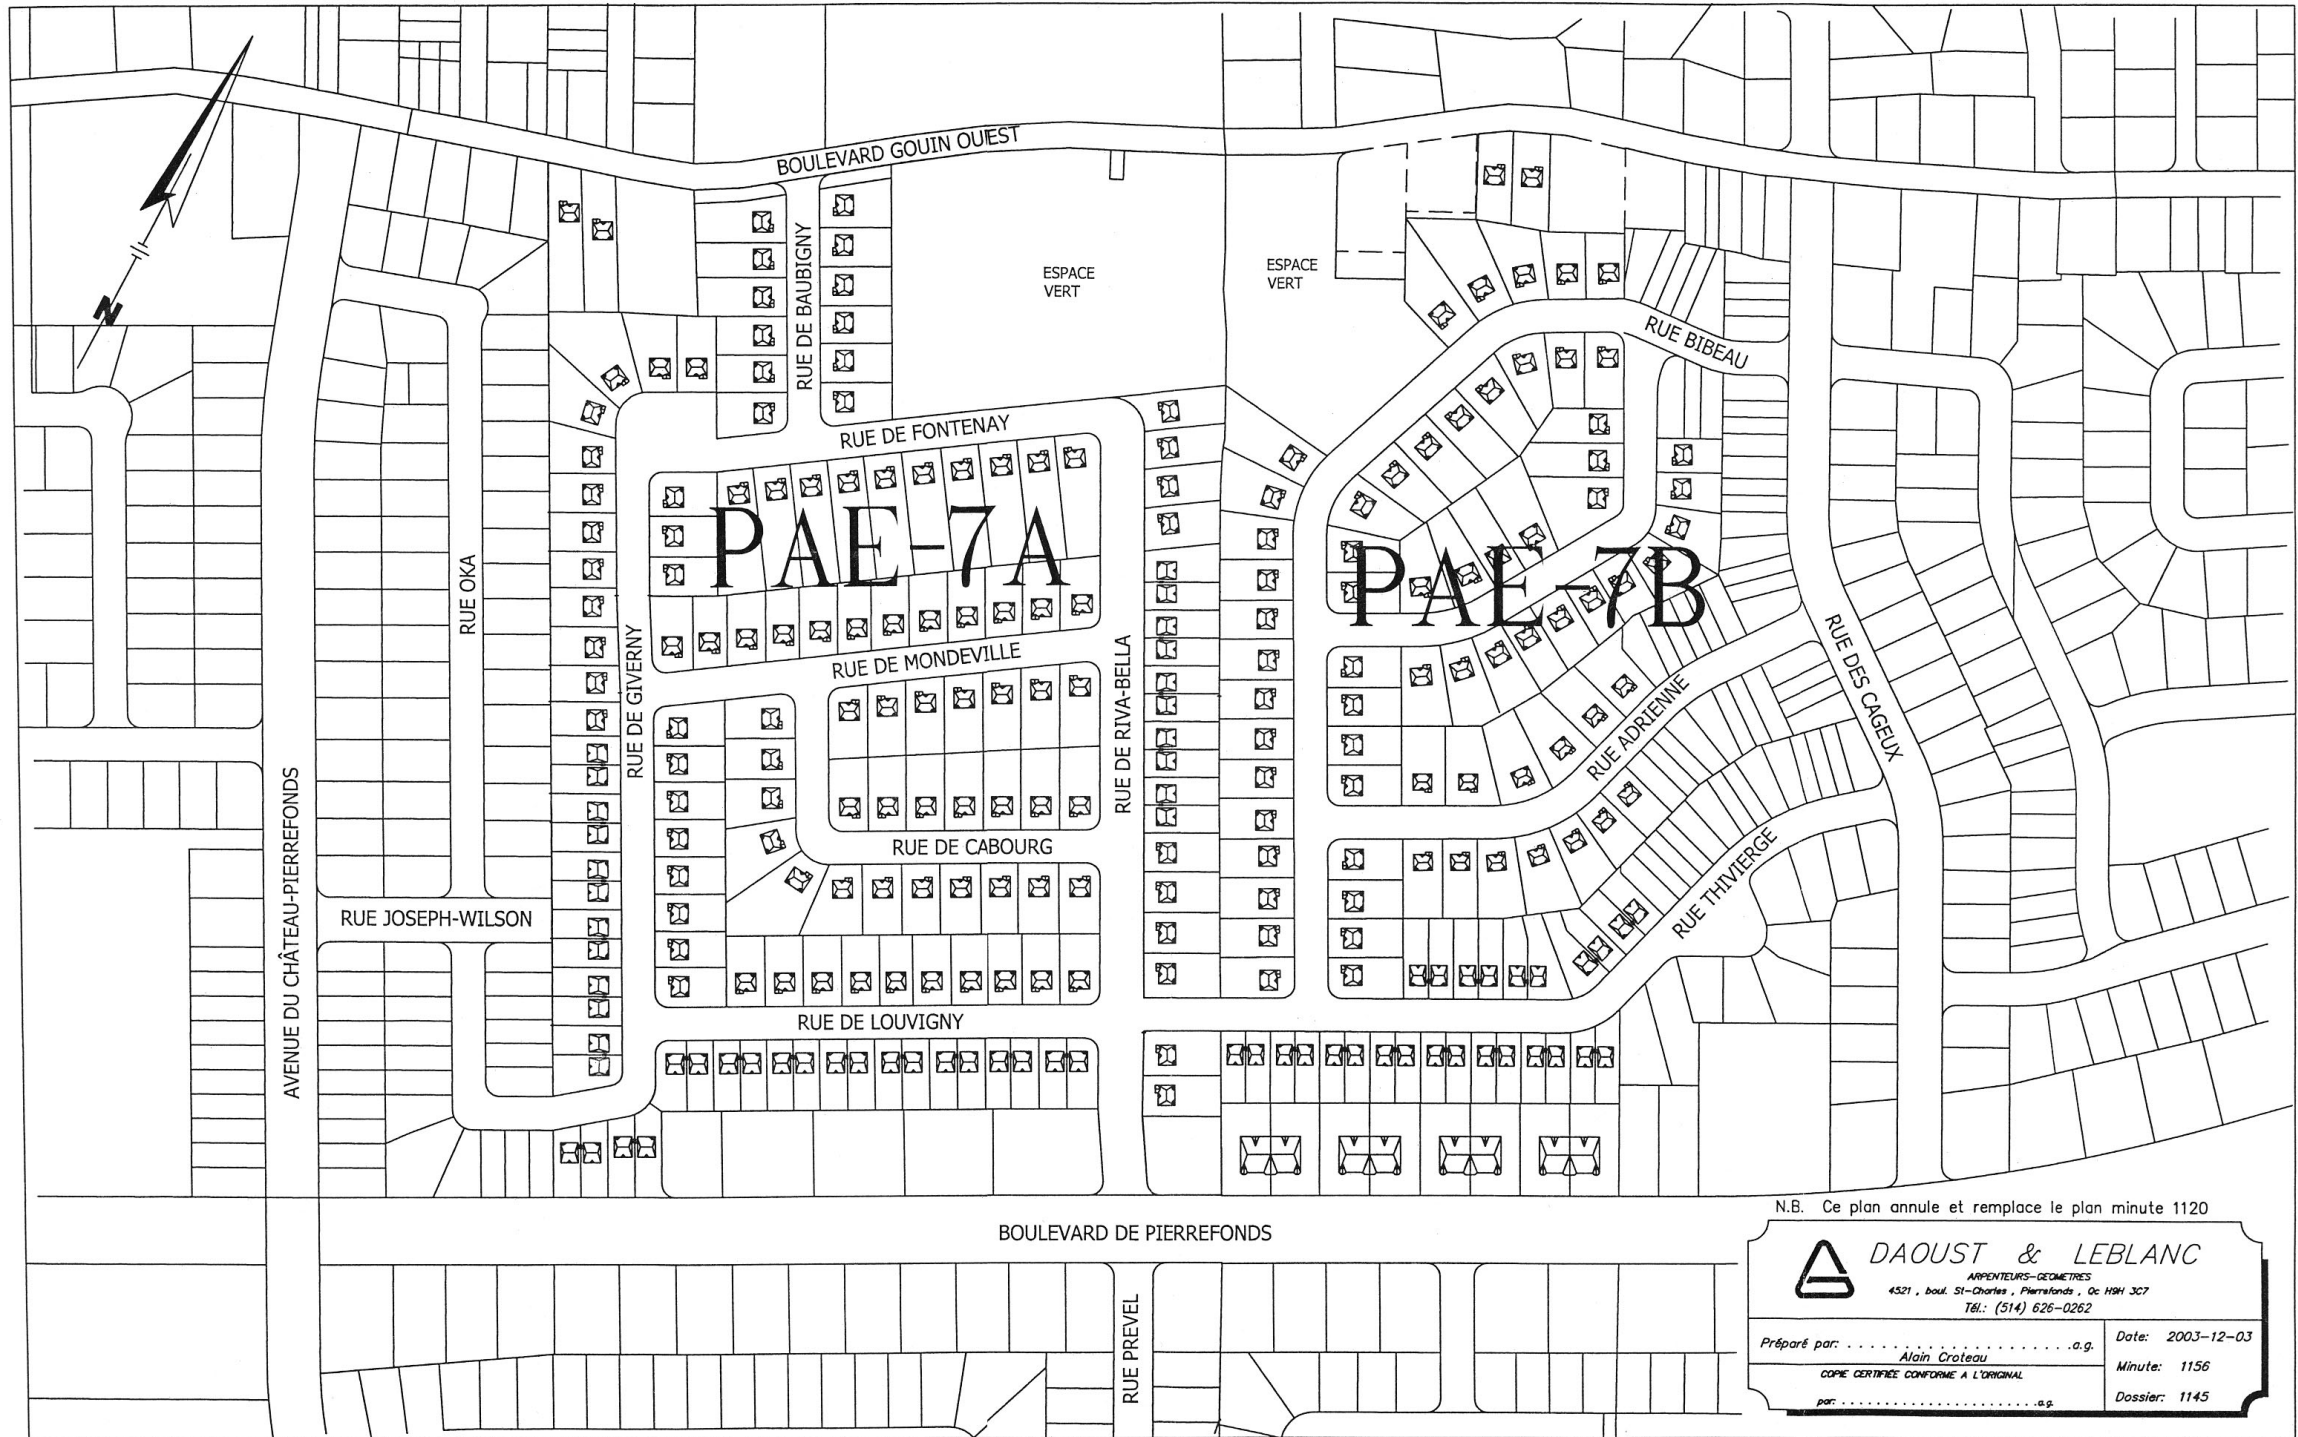 BOULEVARD GOUIN OUEST
RUE DE BAUBIGNY
ESPACE
VERT
ESPACE
VERT
N
RUE BIBEAU
RUE DE FONTENAY
PAE-7A
PAE-7B
RUE OKA
RUE DE GIVERNY
RUE DE MONDEVILLE
RUE DE RIVA-BELLA
RUE ADRIENNE
RUE DES CAGEUX
AVENUE DU CHÂTEAU-PIERREFONDS
RUE DE CABOURG
RUE THIVIERGE
RUE JOSEPH-WILSON
RUE DE LOUVIGNY
BOULEVARD DE PIERREFONDS
RUE PREVEL
N.B. Ce plan annule et remplace le plan minute 1120
DAOUST & LEBLANC
ARPENTEURS-GEOMETRES
4521 , boul. St-Charles , Pierrefonds , Qc H9H 3C7
Tél.: (514) 626-0262
Préparé par: . . . . . . . . . . . . . . . . . . . . . . .a.g.
Alain Croteau
COPIE CERTIFIÉE CONFORME A L'ORIGINAL
par: . . . . . . . . . . . . . . . . . . . . . . . .a.g.
Date: 2003-12-03
Minute: 1156
Dossier: 1145